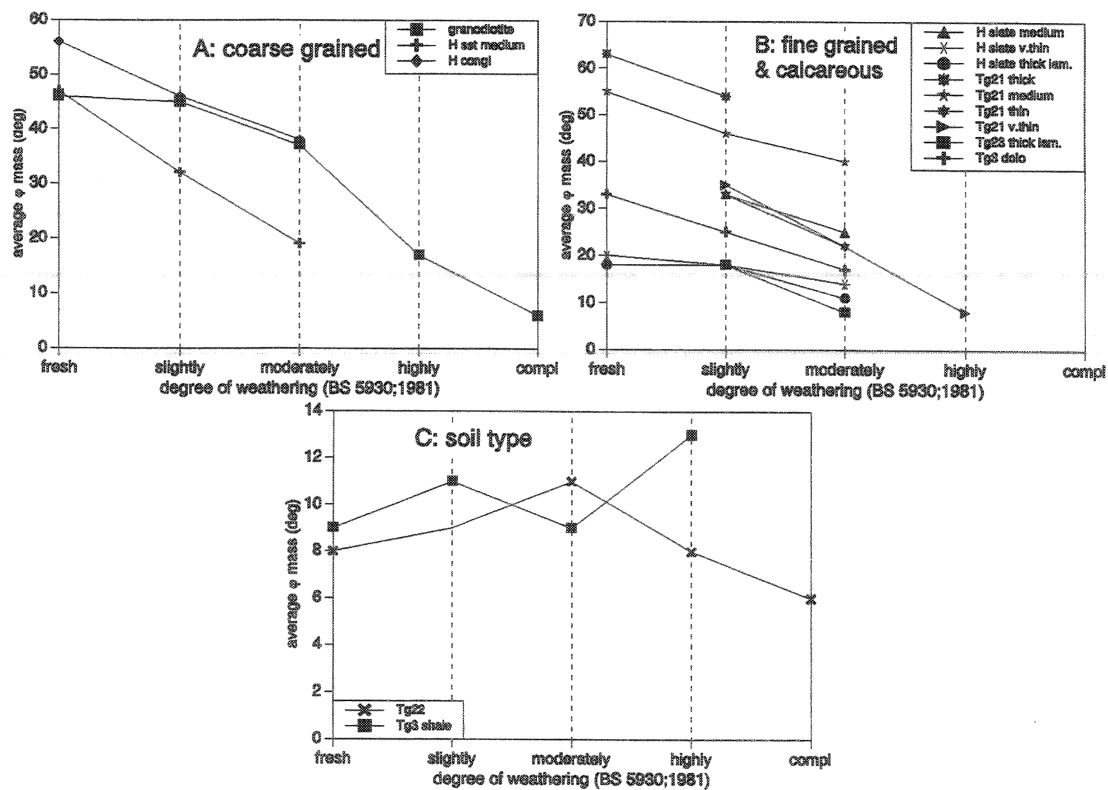 A: coarse grained
granodiotite
H sst medium
H congl
average φ mass (deg)
60
50
40
30
20
10
0
fresh
slightly
moderately
highly
compl
degree of weathering (BS 5930;1981)
B: fine grained
& calcareous
H slate medium
H slate v.thin
H slate thick lam.
Tg21 thick
Tg21 medium
Tg21 thin
Tg21 v.thin
Tg23 thick lam.
Tg3 dolo
average φ mass (deg)
70
60
50
40
30
20
10
0
fresh
slightly
moderately
highly
compl
degree of weathering (BS 5930;1981)
C: soil type
average φ mass (deg)
14
12
10
8
6
4
2
0
Tg22
Tg3 shale
fresh
slightly
moderately
highly
compl
degree of weathering (BS 5930;1981)